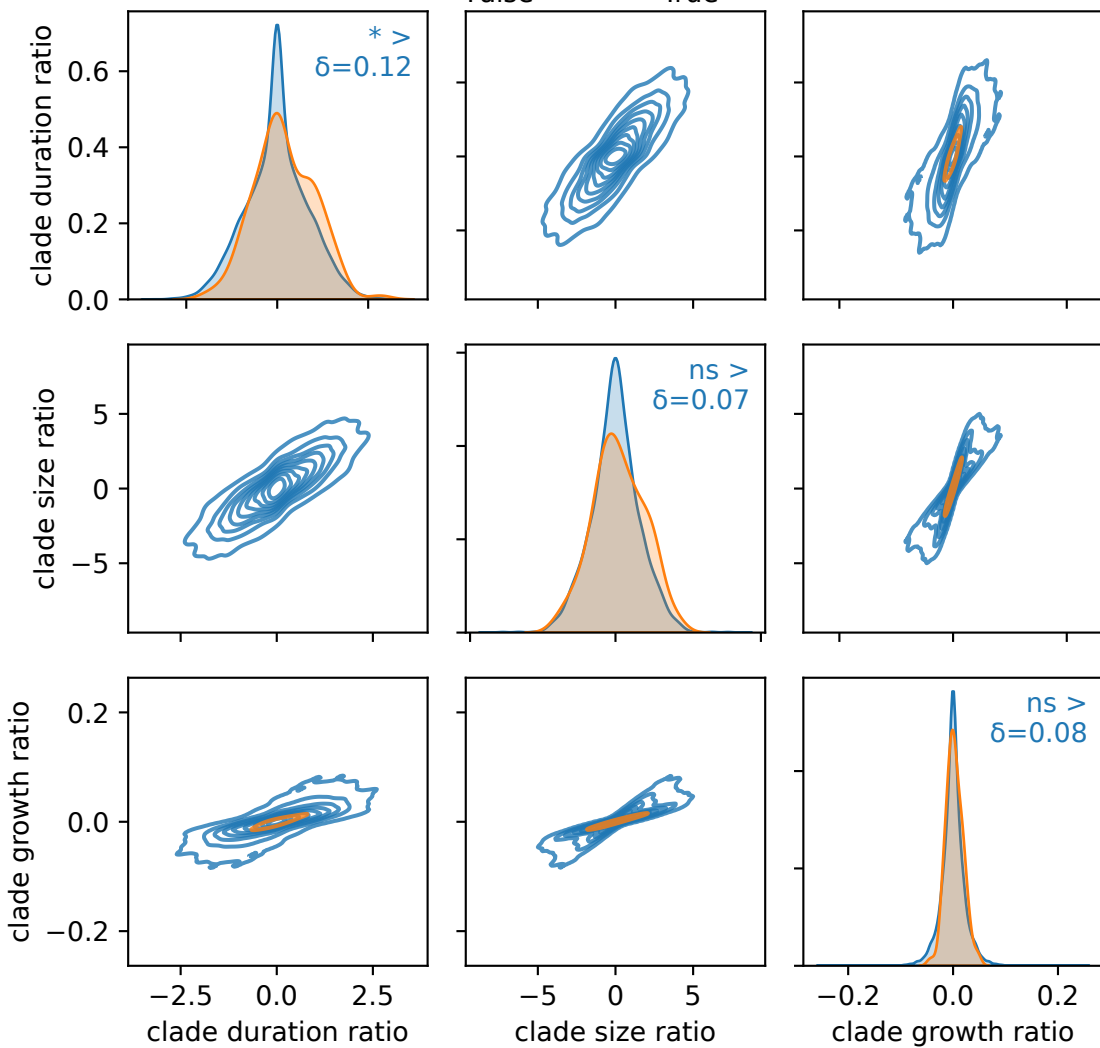 True
clade duration ratio
0.6
0.4
0.2
0.0
* >
δ=0.12
clade size ratio
5
0
−5
ns >
δ=0.07
clade growth ratio
0.2
0.0
−0.2
ns >
δ=0.08
−2.5 0.0 2.5
−5 0 5
−0.2 0.0 0.2
clade duration ratio
clade size ratio
clade growth ratio